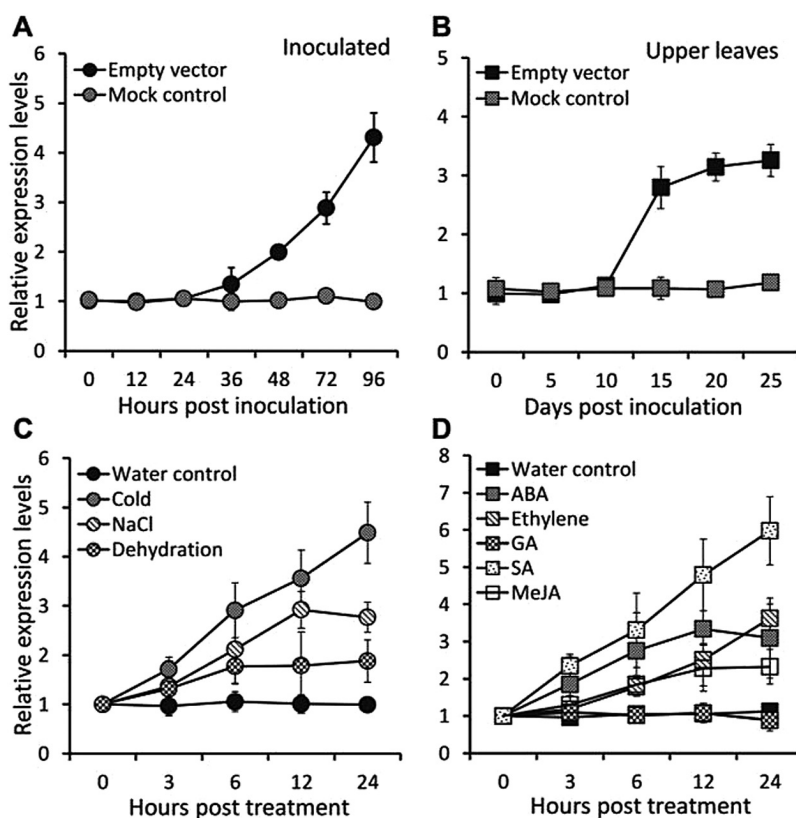 A
Inoculated
Relative expression levels
6
5
4
3
2
1
0
Empty vector
Mock control
0 12 24 36 48 72 96
Hours post inoculation
B
Upper leaves
5
4
3
2
1
0
Empty vector
Mock control
0 5 10 15 20 25
Days post inoculation
C
Relative expression levels
6
5
4
3
2
1
0
Water control
Cold
NaCl
Dehydration
0 3 6 12 24
Hours post treatment
D
8
7
6
5
4
3
2
1
0
Water control
ABA
Ethylene
GA
SA
MeJA
0 3 6 12 24
Hours post treatment